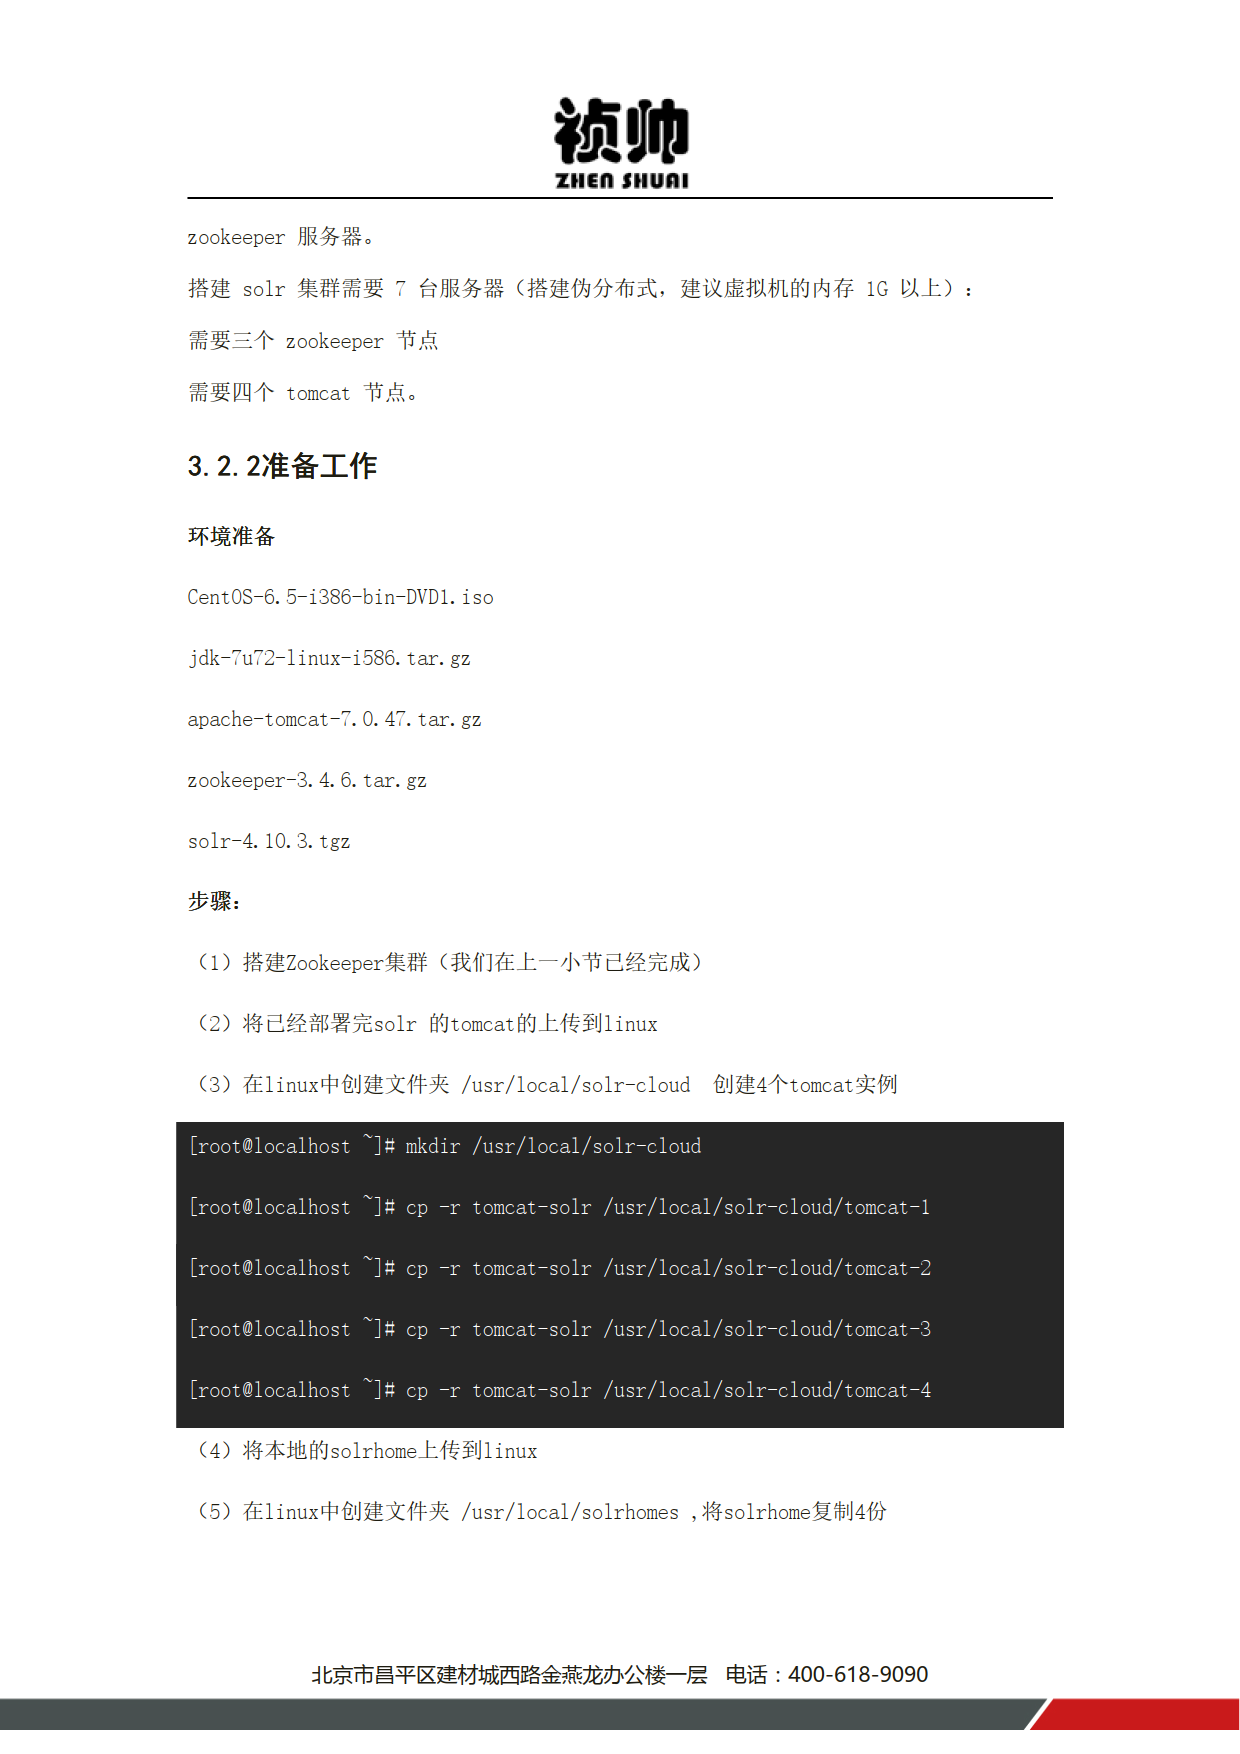 祯帅
ZHEN SHUAI
zookeeper 服务器。
搭建 solr 集群需要 7 台服务器（搭建伪分布式，建议虚拟机的内存 1G 以上）：
需要三个 zookeeper 节点
需要四个 tomcat 节点。
3.2.2准备工作
环境准备
CentOS-6.5-i386-bin-DVD1.iso
jdk-7u72-linux-i586.tar.gz
apache-tomcat-7.0.47.tar.gz
zookeeper-3.4.6.tar.gz
solr-4.10.3.tgz
步骤：
（1）搭建Zookeeper集群（我们在上一小节已经完成）
（2）将已经部署完solr 的tomcat的上传到linux
（3）在linux中创建文件夹 /usr/local/solr-cloud  创建4个tomcat实例
[root@localhost ~]# mkdir /usr/local/solr-cloud
[root@localhost ~]# cp -r tomcat-solr /usr/local/solr-cloud/tomcat-1
[root@localhost ~]# cp -r tomcat-solr /usr/local/solr-cloud/tomcat-2
[root@localhost ~]# cp -r tomcat-solr /usr/local/solr-cloud/tomcat-3
[root@localhost ~]# cp -r tomcat-solr /usr/local/solr-cloud/tomcat-4
（4）将本地的solrhome上传到linux
（5）在linux中创建文件夹 /usr/local/solrhomes ,将solrhome复制4份
北京市昌平区建材城西路金燕龙办公楼一层 电话：400-618-9090